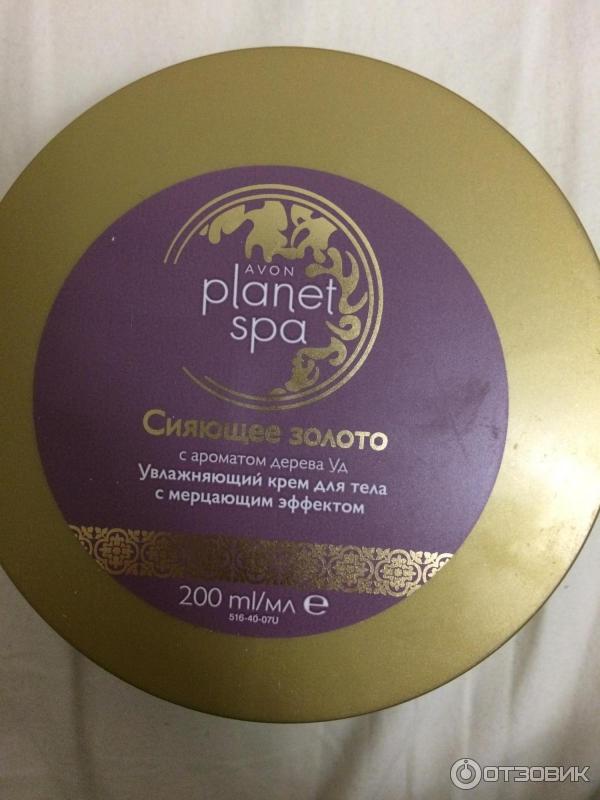 AVON
planet
spa
Сияющее золото
с ароматом дерева Уд
Увлажняющий крем для тела
с мерцающим эффектом
200 ml/мл e
516-40-07U
ОТЗОВИК